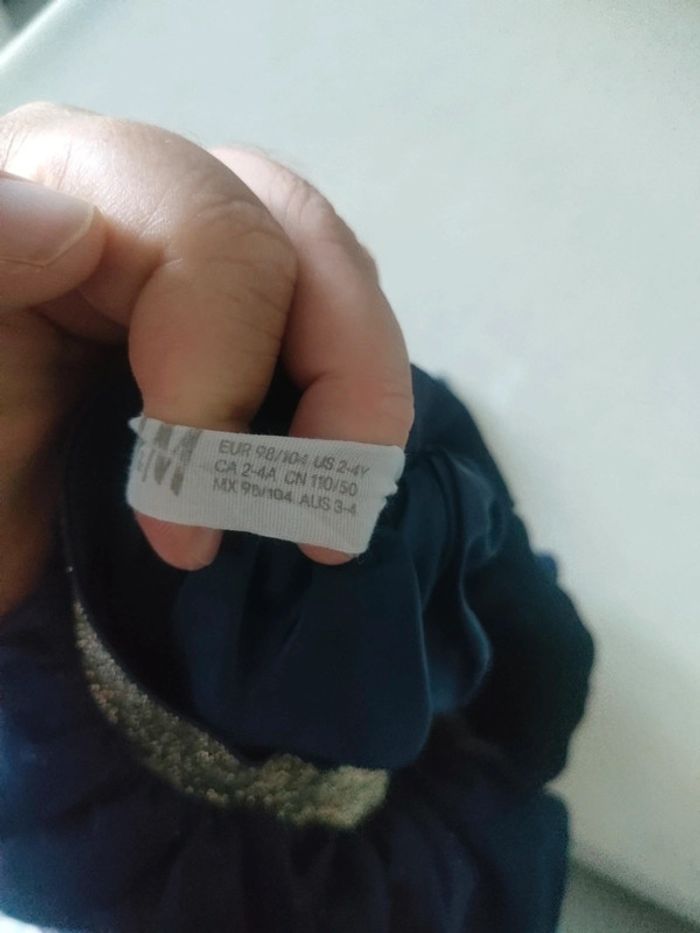 EUR 98/104 US 2-4Y
CA 2-4A CN 110/50
MX 98/104 AUS 3-4